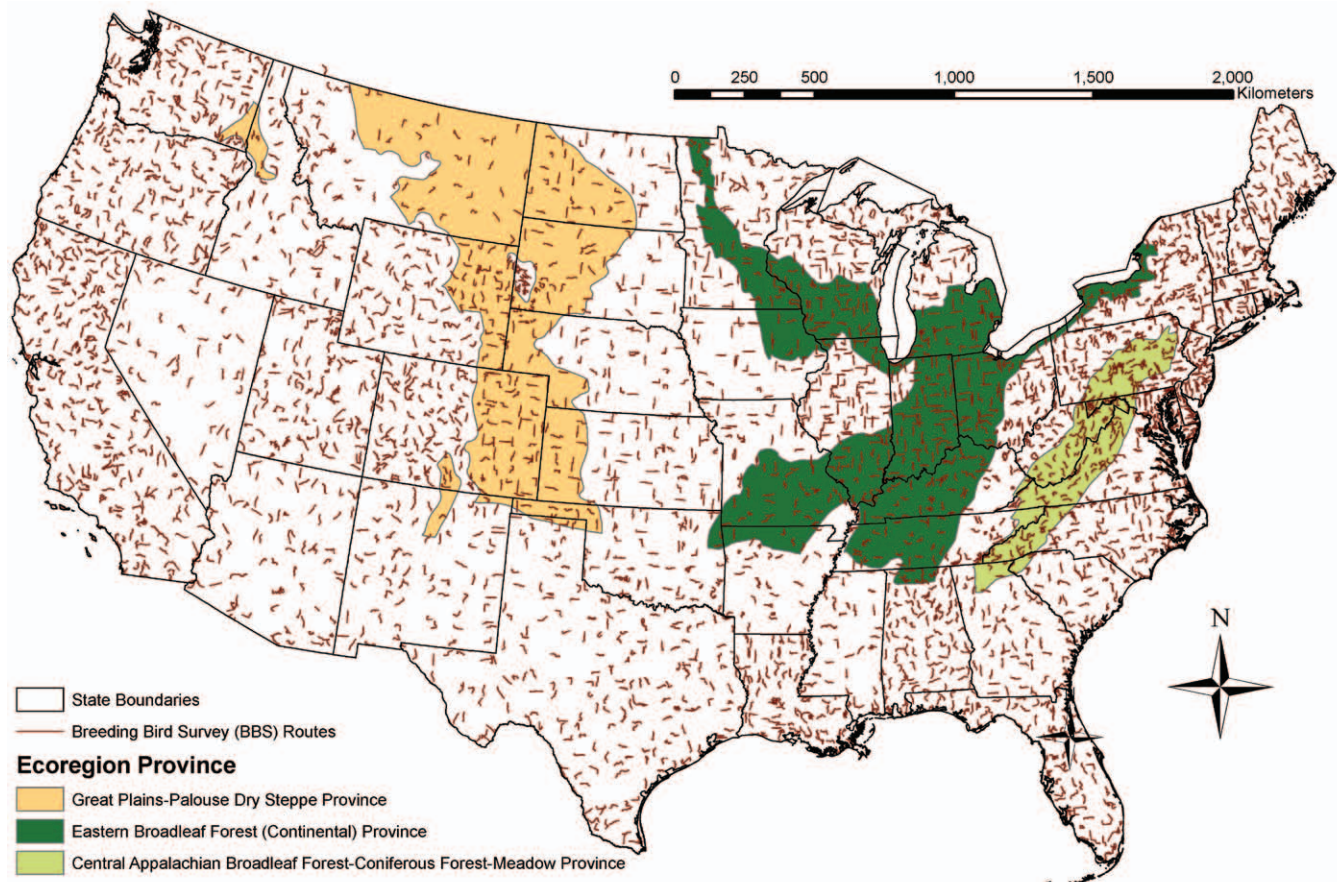 0 250 500 1,000 1,500 2,000
Kilometers
N
State Boundaries
Breeding Bird Survey (BBS) Routes
Ecoregion Province
Great Plains-Palouse Dry Steppe Province
Eastern Broadleaf Forest (Continental) Province
Central Appalachian Broadleaf Forest-Coniferous Forest-Meadow Province